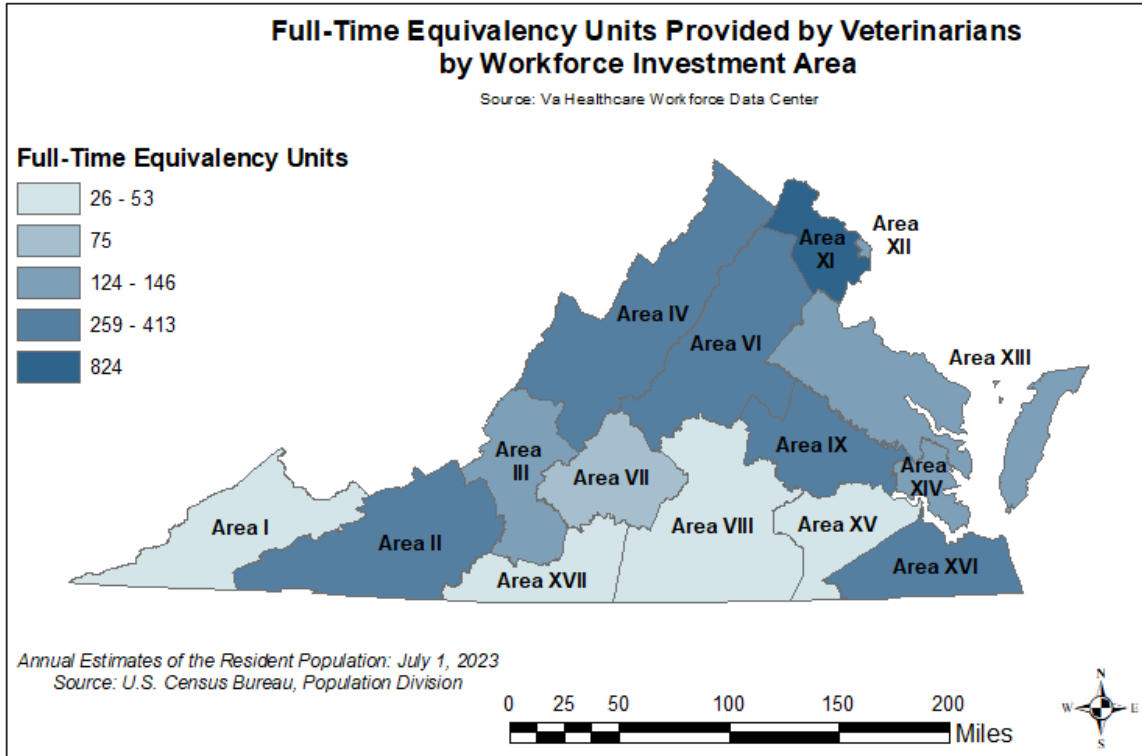 Full-Time Equivalency Units Provided by Veterinarians
by Workforce Investment Area
Source: Va Healthcare Workforce Data Center
Full-Time Equivalency Units
26 - 53
75
124 - 146
259 - 413
824
Area
XII
Area
XI
Area IV
Area VI
Area XIII
Area
III
Area VII
Area IX
Area
XIV
Area I
Area II
Area VIII
Area XV
Area XVII
Area XVI
Annual Estimates of the Resident Population: July 1, 2023
Source: U.S. Census Bureau, Population Division
0 25 50 100 150 200
Miles
N
W E
S